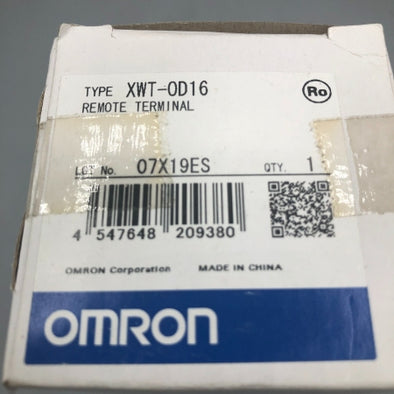 TYPE XWT-OD16
REMOTE TERMINAL
Ro
LOT No. 07X19ES QTY. 1
4 547648 209380
OMRON Corporation MADE IN CHINA
OMRON